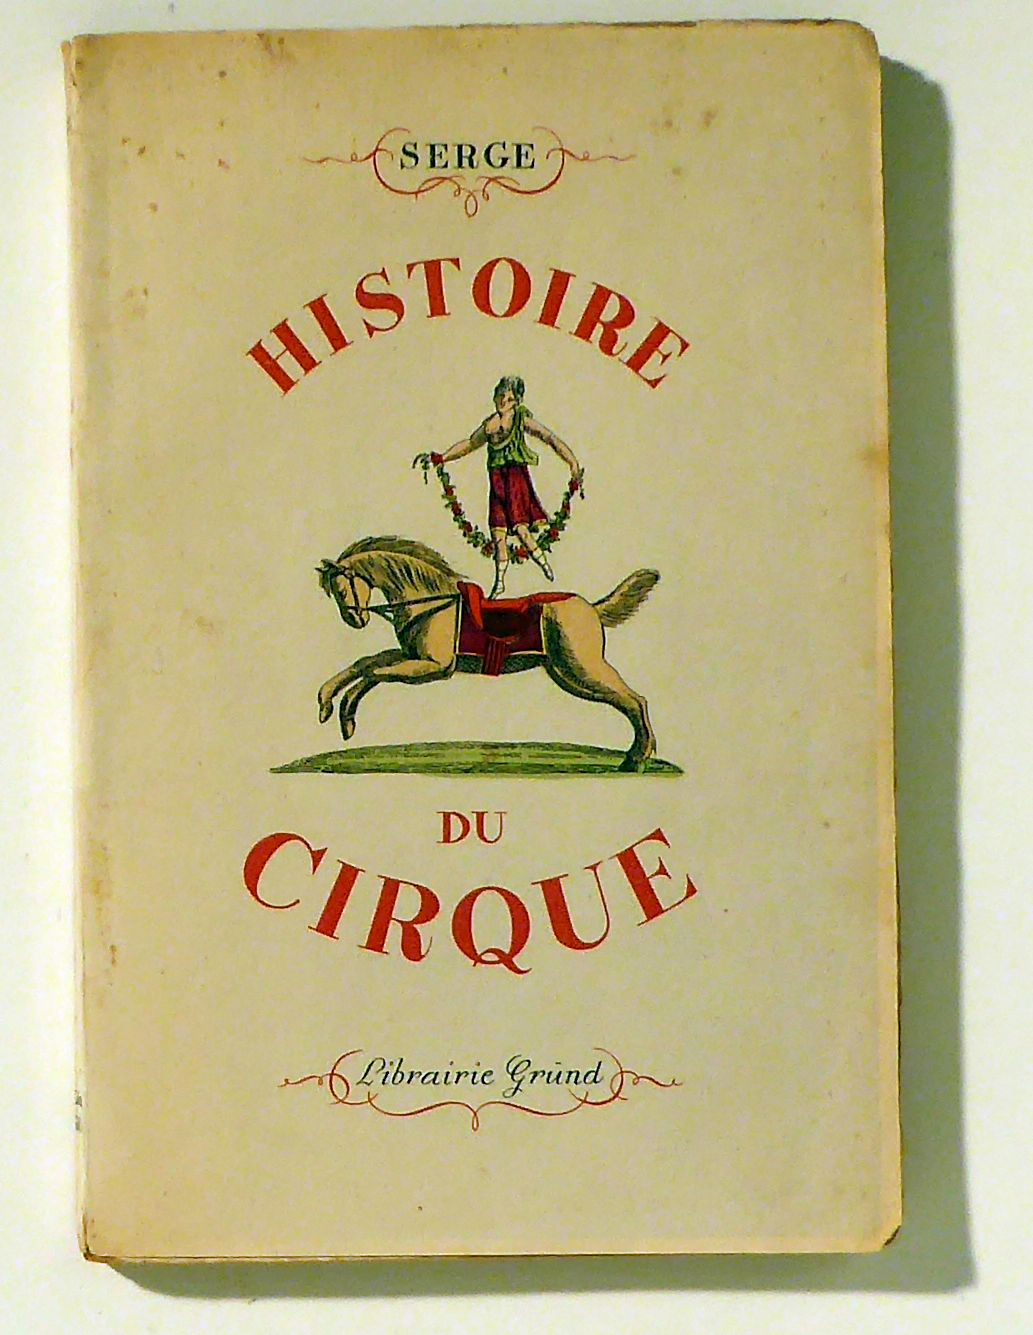 SERGE
HISTOIRE
DU
CIRQUE
Librairie Gründ